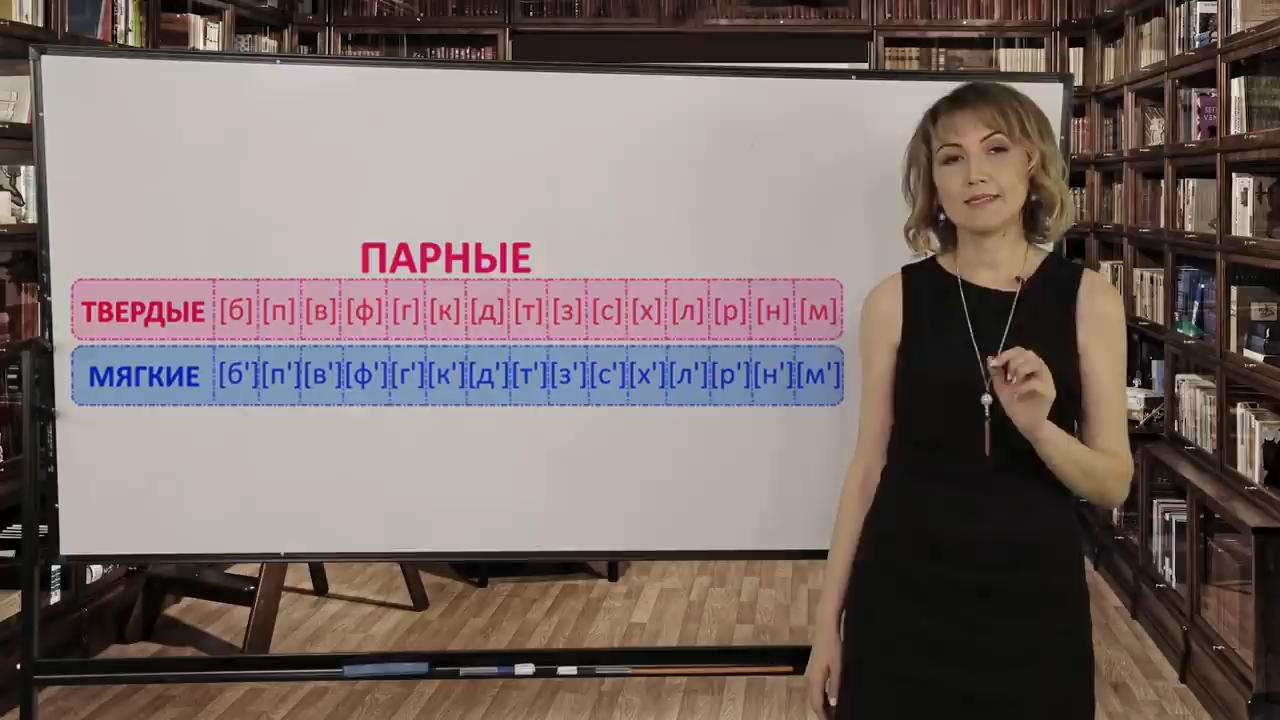 ПАРНЫЕ
ТВЕРДЫЕ [б] [п] [в] [ф] [г] [к] [д] [т] [з] [с] [х] [л] [р] [н] [м]
МЯГКИЕ [б'] [п'] [в'] [ф'] [г'] [к'] [д'] [т'] [з'] [с'] [х'] [л'] [р'] [н'] [м']